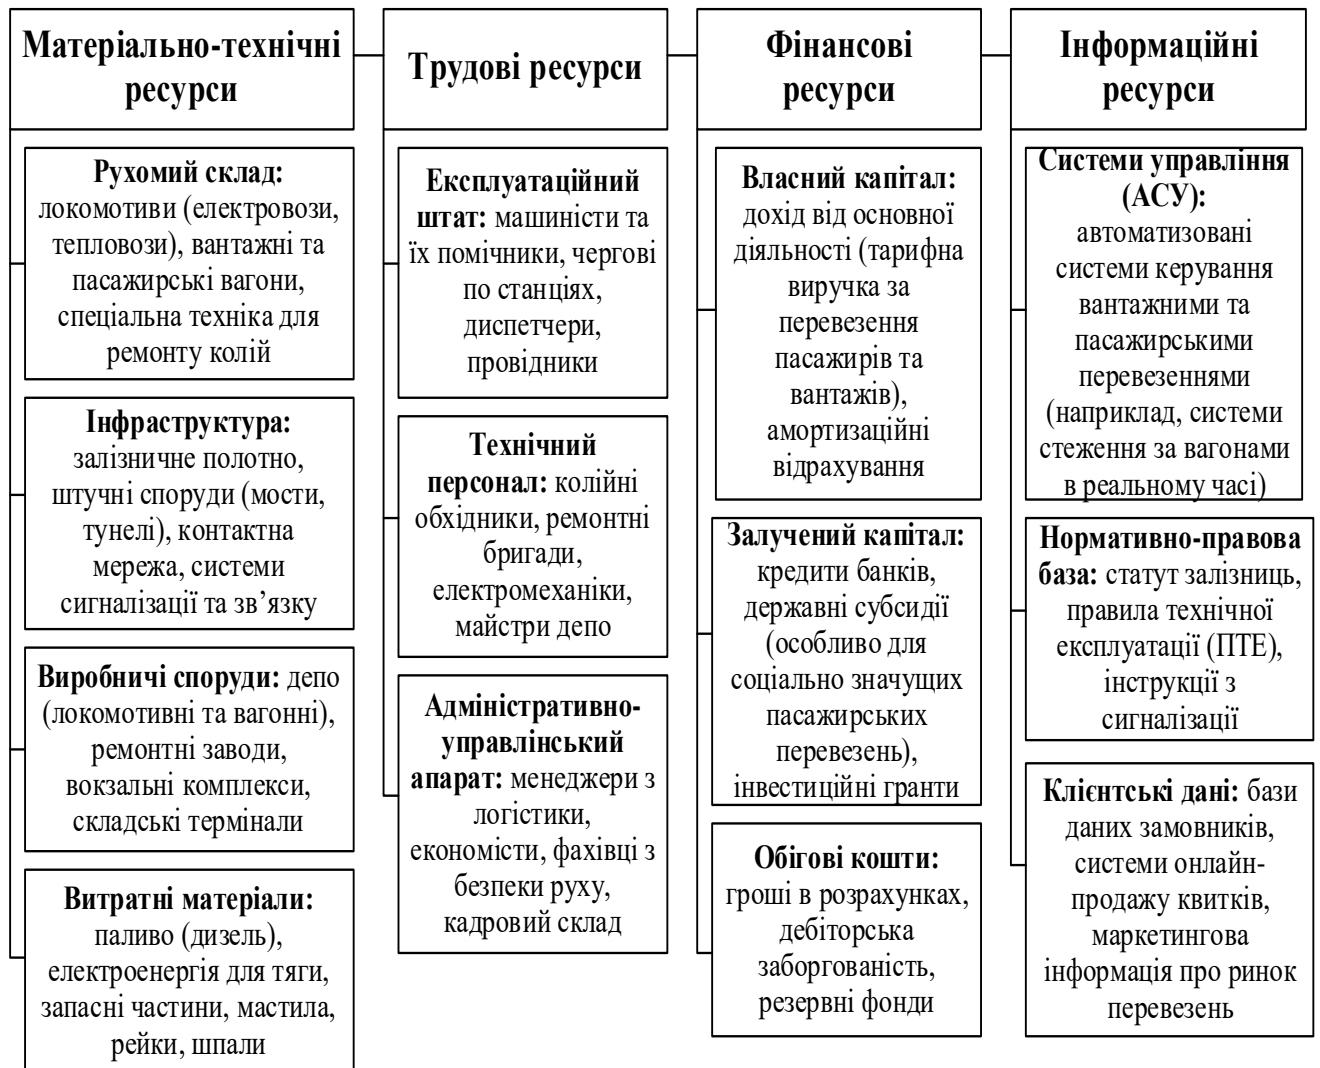 Матеріально-технічні
ресурси
Рухомий склад:
локомотиви (електровози,
тепловози), вантажні та
пасажирські вагони,
спеціальна техніка для
ремонту колій
Інфраструктура:
залізничне полотно,
штучні споруди (мости,
тунелі), контактна
мережа, системи
сигналізації та зв’язку
Виробничі споруди: депо
(локомотивні та вагонні),
ремонтні заводи,
вокзальні комплекси,
складські термінали
Витратні матеріали:
паливо (дизель),
електроенергія для тяги,
запасні частини, мастила,
рейки, шпали
Трудові ресурси
Експлуатаційний
штат: машиністи та
їх помічники, чергові
по станціях,
диспетчери,
провідники
Технічний
персонал: колійні
обхідники, ремонтні
бригади,
електромеханіки,
майстри депо
Адміністративно-
управлінський
апарат: менеджери з
логістики,
економісти, фахівці з
безпеки руху,
кадровий склад
Фінансові
ресурси
Власний капітал:
дохід від основної
діяльності (тарифна
виручка за
перевезення
пасажирів та
вантажів),
амортизаційні
відрахування
Залучений капітал:
кредити банків,
державні субсидії
(особливо для
соціально значущих
пасажирських
перевезень),
інвестиційні гранти
Обігові кошти:
гроші в розрахунках,
дебіторська
заборгованість,
резервні фонди
Інформаційні
ресурси
Системи управління
(АСУ):
автоматизовані
системи керування
вантажними та
пасажирськими
перевезеннями
(наприклад, системи
стеження за вагонами
в реальному часі)
Нормативно-правова
база: статут залізниць,
правила технічної
експлуатації (ПТЕ),
інструкції з
сигналізації
Клієнтські дані: бази
даних замовників,
системи онлайн-
продажу квитків,
маркетингова
інформація про ринок
перевезень